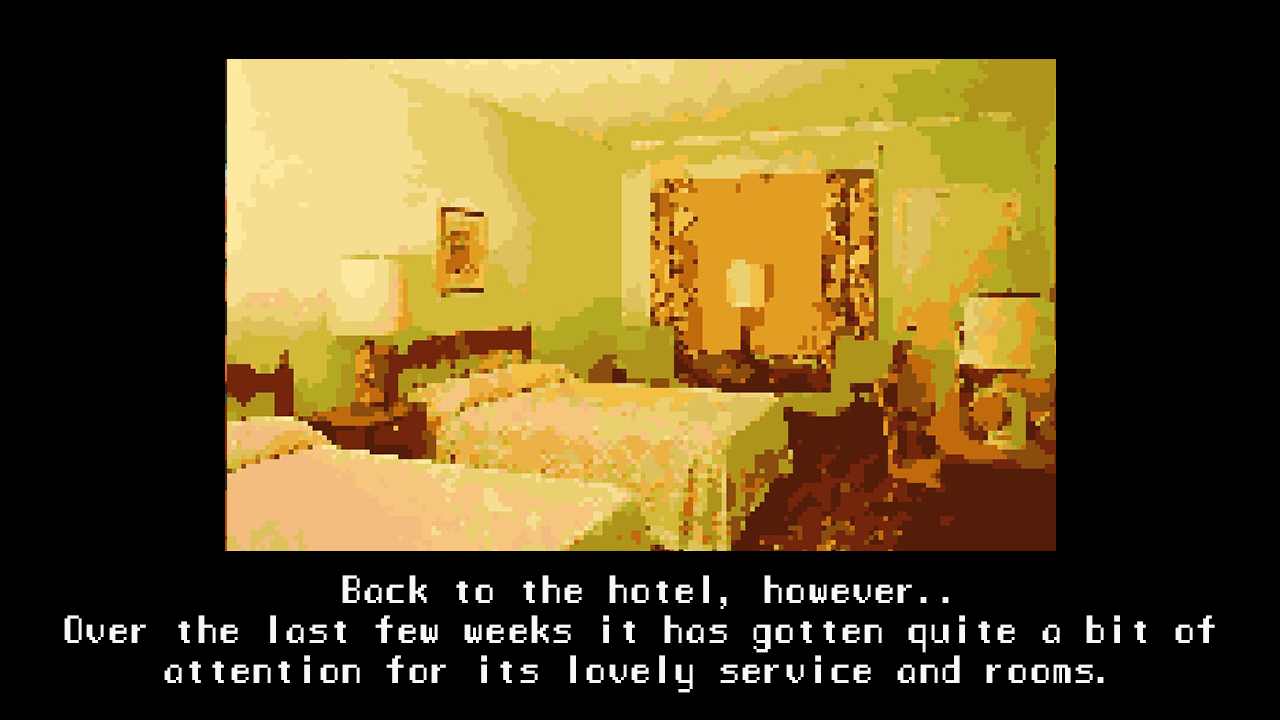 Back to the hotel, however..
Over the last few weeks it has gotten quite a bit of
attention for its lovely service and rooms.